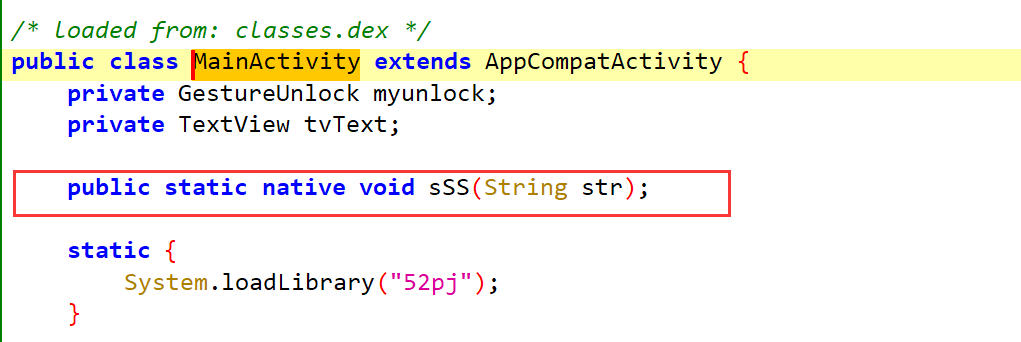 /* loaded from: classes.dex */
public class MainActivity extends AppCompatActivity {
private GestureUnlock myunlock;
private TextView tvText;
public static native void sSS(String str);
static {
System.loadLibrary("52pj");
}